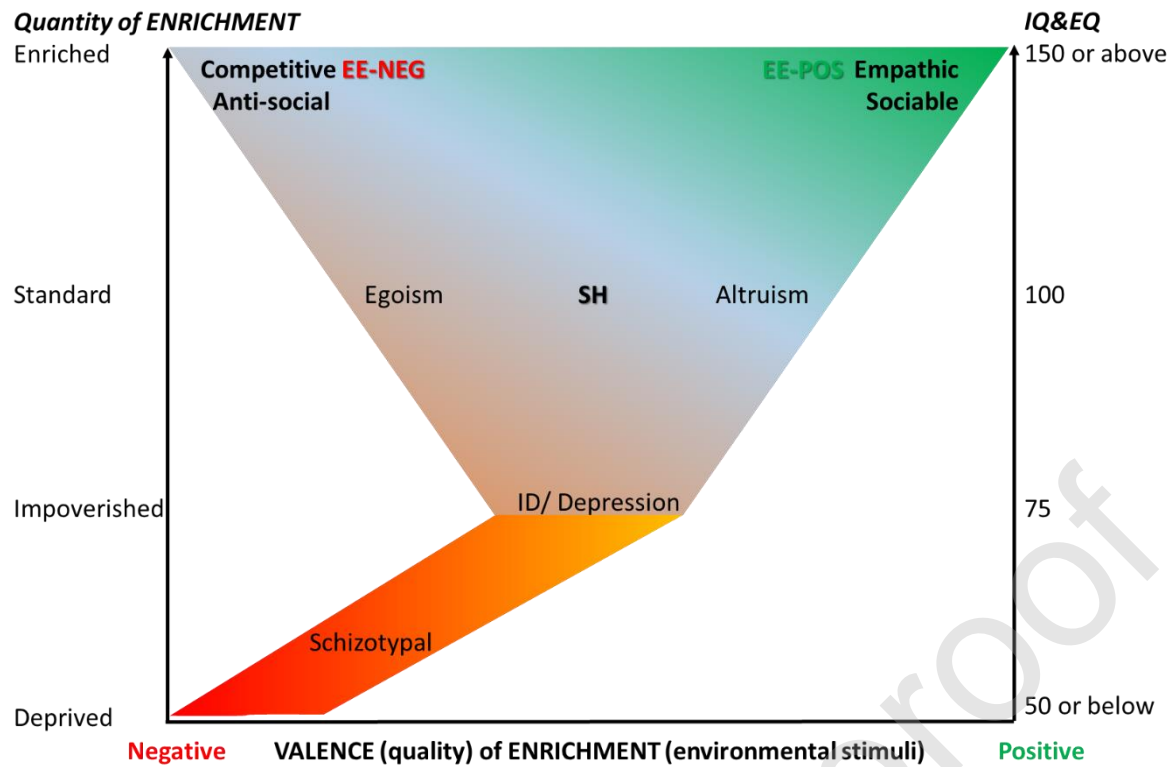 Quantity of ENRICHMENT IQ&EQ
Enriched 150 or above
Competitive EE-NEG EE-POS Empathic
Anti-social Sociable
Standard Egoism SH Altruism 100
Impoverished ID/ Depression 75
Schizotypal
Deprived 50 or below
Negative VALENCE (quality) of ENRICHMENT (environmental stimuli) Positive
proof